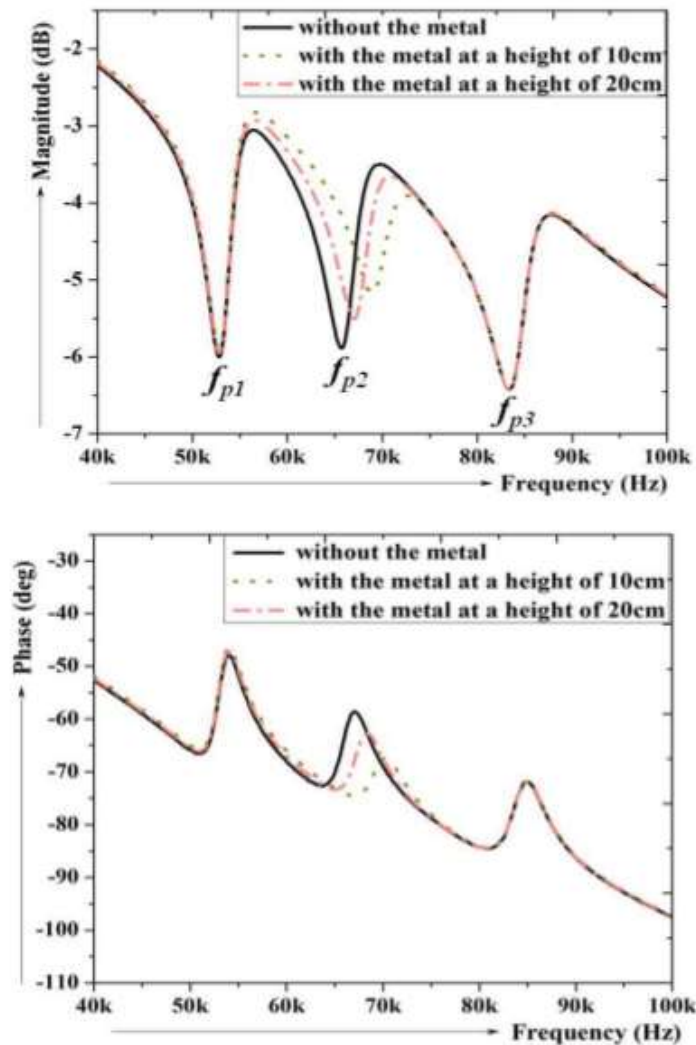 without the metal
with the metal at a height of 10cm
with the metal at a height of 20cm
Magnitude (dB)
-2
-3
-4
-5
-6
-7
fp1
fp2
fp3
40k 50k 60k 70k 80k 90k 100k
Frequency (Hz)
without the metal
with the metal at a height of 10cm
with the metal at a height of 20cm
Phase (deg)
-30
-40
-50
-60
-70
-80
-90
-100
-110
40k 50k 60k 70k 80k 90k 100k
Frequency (Hz)